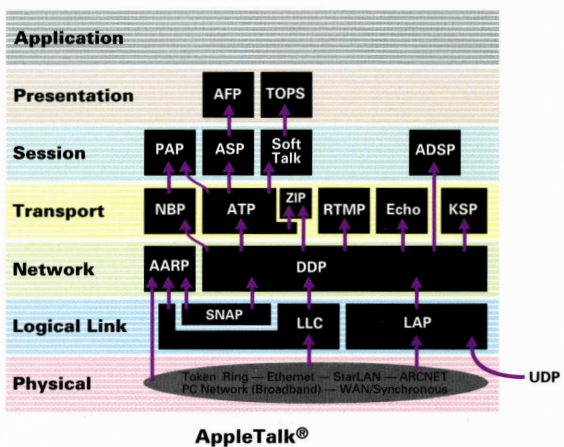 Application
Presentation
AFP
TOPS
Session
PAP
ASP
Soft
Talk
ADSP
Transport
NBP
ATP
ZIP
RTMP
Echo
KSP
Network
AARP
DDP
Logical Link
SNAP
LLC
LAP
Physical
Token Ring — Ethernet — StarLAN — ARCNET
PC Network (Broadband) — WAN/Synchronous
UDP
AppleTalk®